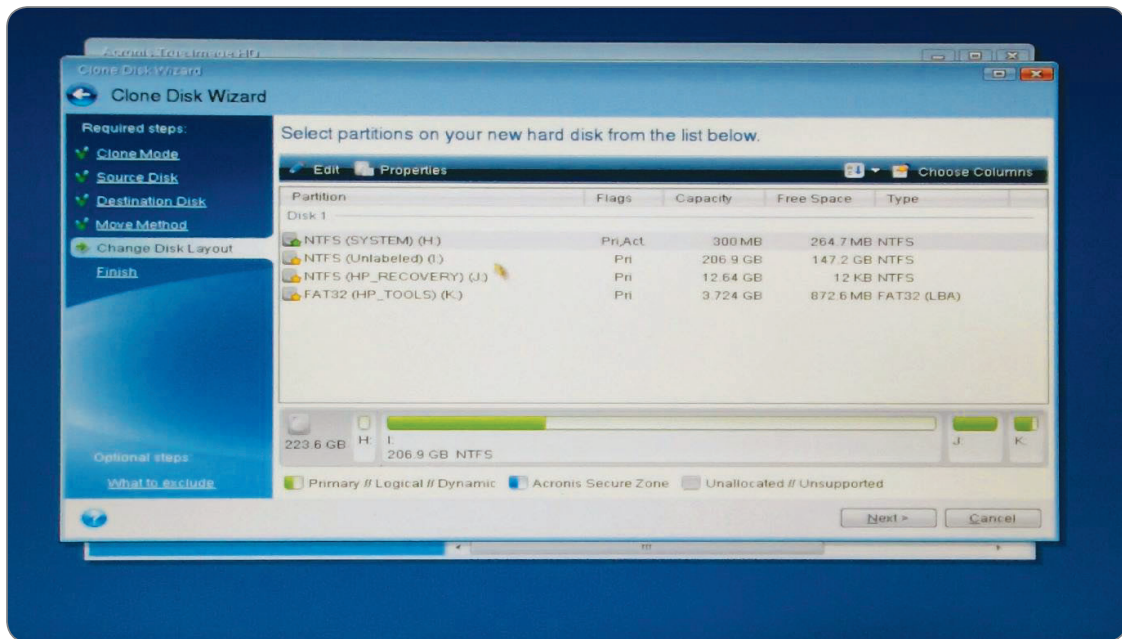 Acronis True Image HD
Clone Disk Wizard
Clone Disk Wizard
Required steps:
Clone Mode
Source Disk
Destination Disk
Move Method
Change Disk Layout
Finish
Optional steps
What to exclude
Select partitions on your new hard disk from the list below.
Edit Properties Choose Columns
Partition Flags Capacity Free Space Type
Disk 1
NTFS (SYSTEM) (H:) Pri,Act. 300 MB 264.7 MB NTFS
NTFS (Unlabeled) (I:) Pri 206.9 GB 147.2 GB NTFS
NTFS (HP_RECOVERY) (J:) Pri 12.64 GB 12 KB NTFS
FAT32 (HP_TOOLS) (K:) Pri 3.724 GB 872.6 MB FAT32 (LBA)
223.6 GB H: I: J: K:
206.9 GB NTFS
Primary // Logical // Dynamic Acronis Secure Zone Unallocated // Unsupported
? Next > Cancel